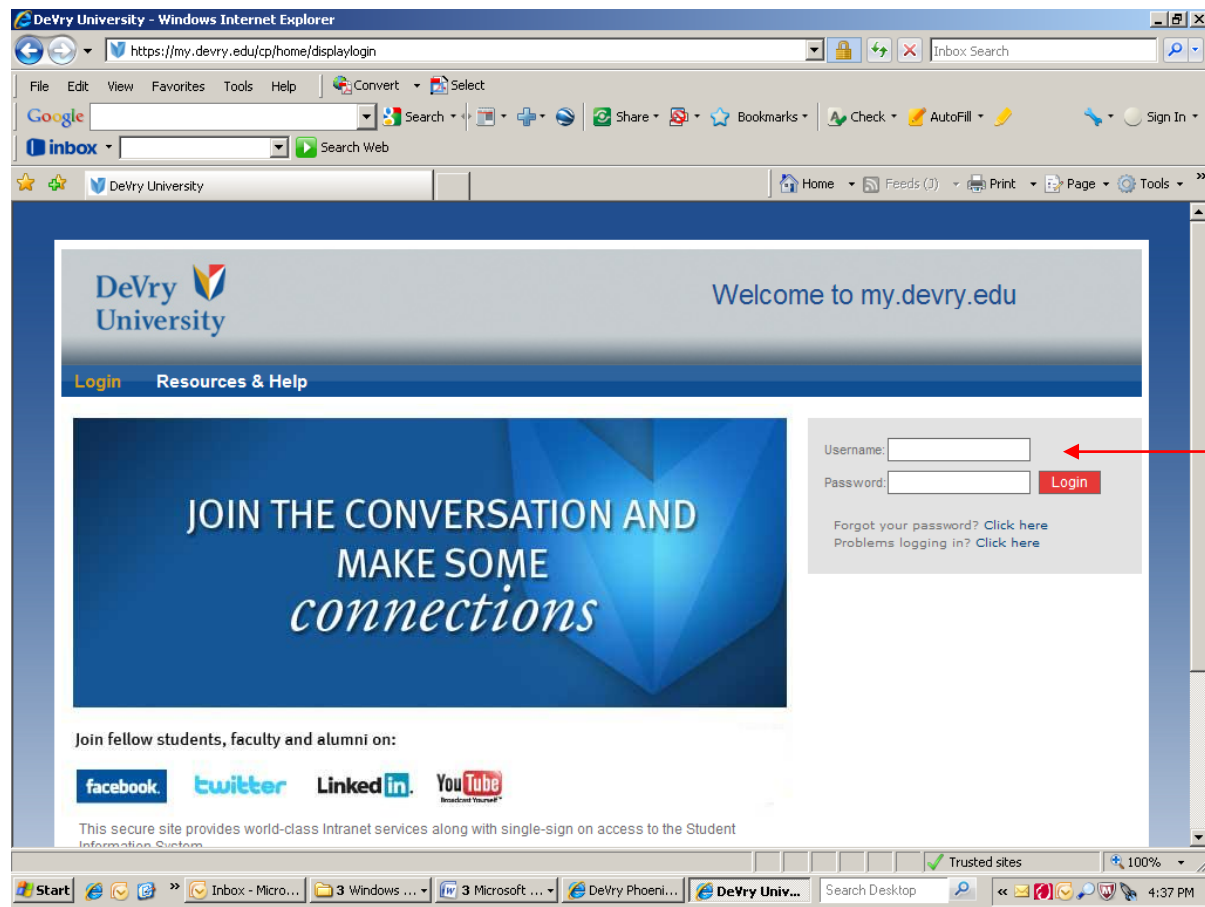 DeVry University - Windows Internet Explorer
https://my.devry.edu/cp/home/displaylogin
Inbox Search
File Edit View Favorites Tools Help Convert Select
Google Search Share Bookmarks Check AutoFill Sign In
inbox Search Web
DeVry University Home Feeds (J) Print Page Tools »
DeVry
University
Welcome to my.devry.edu
Login Resources & Help
JOIN THE CONVERSATION AND
MAKE SOME
connections
Username:
Password: Login
Forgot your password? Click here
Problems logging in? Click here
Join fellow students, faculty and alumni on:
facebook. twitter Linked in. You Tube
Broadcast Yourself™
This secure site provides world-class Intranet services along with single-sign on access to the Student
Information System
Trusted sites 100%
Start » Inbox - Micro... 3 Windows ... 3 Microsoft ... DeVry Phoeni... DeVry Univ... Search Desktop « 4:37 PM